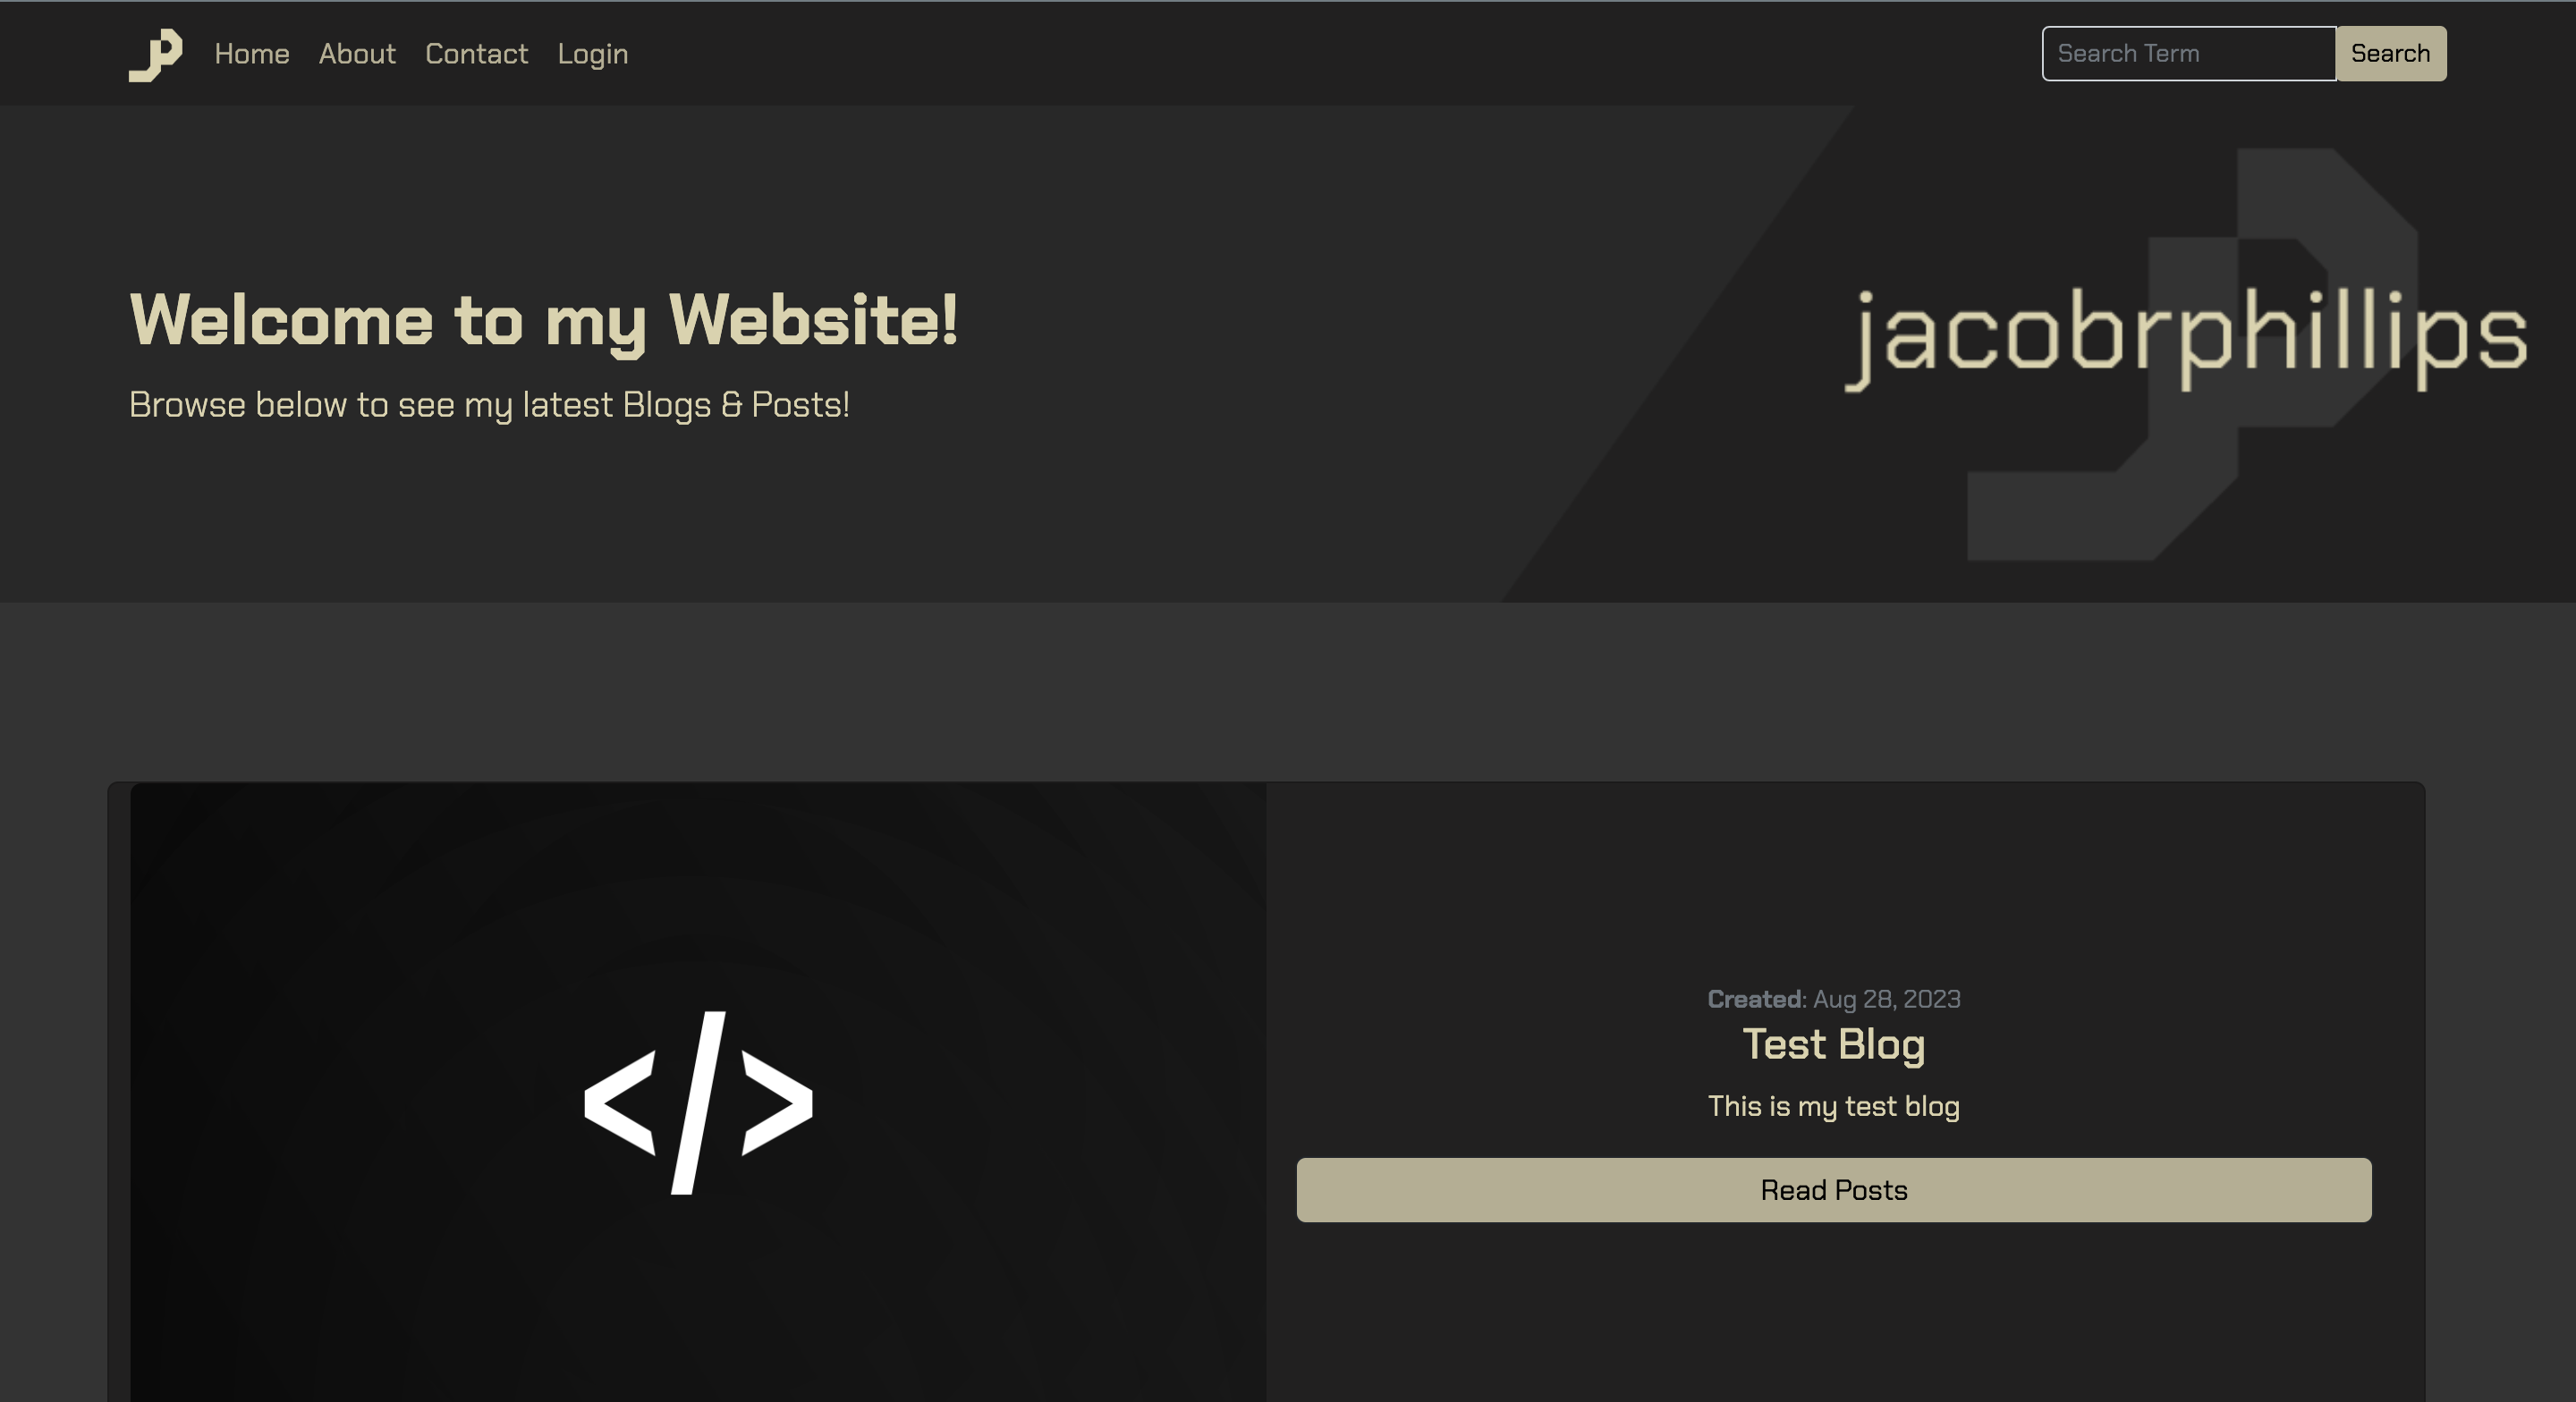 Home About Contact Login
Search Term Search
Welcome to my Website!
Browse below to see my latest Blogs & Posts!
jacobrphillips
</>
Created: Aug 28, 2023
Test Blog
This is my test blog
Read Posts